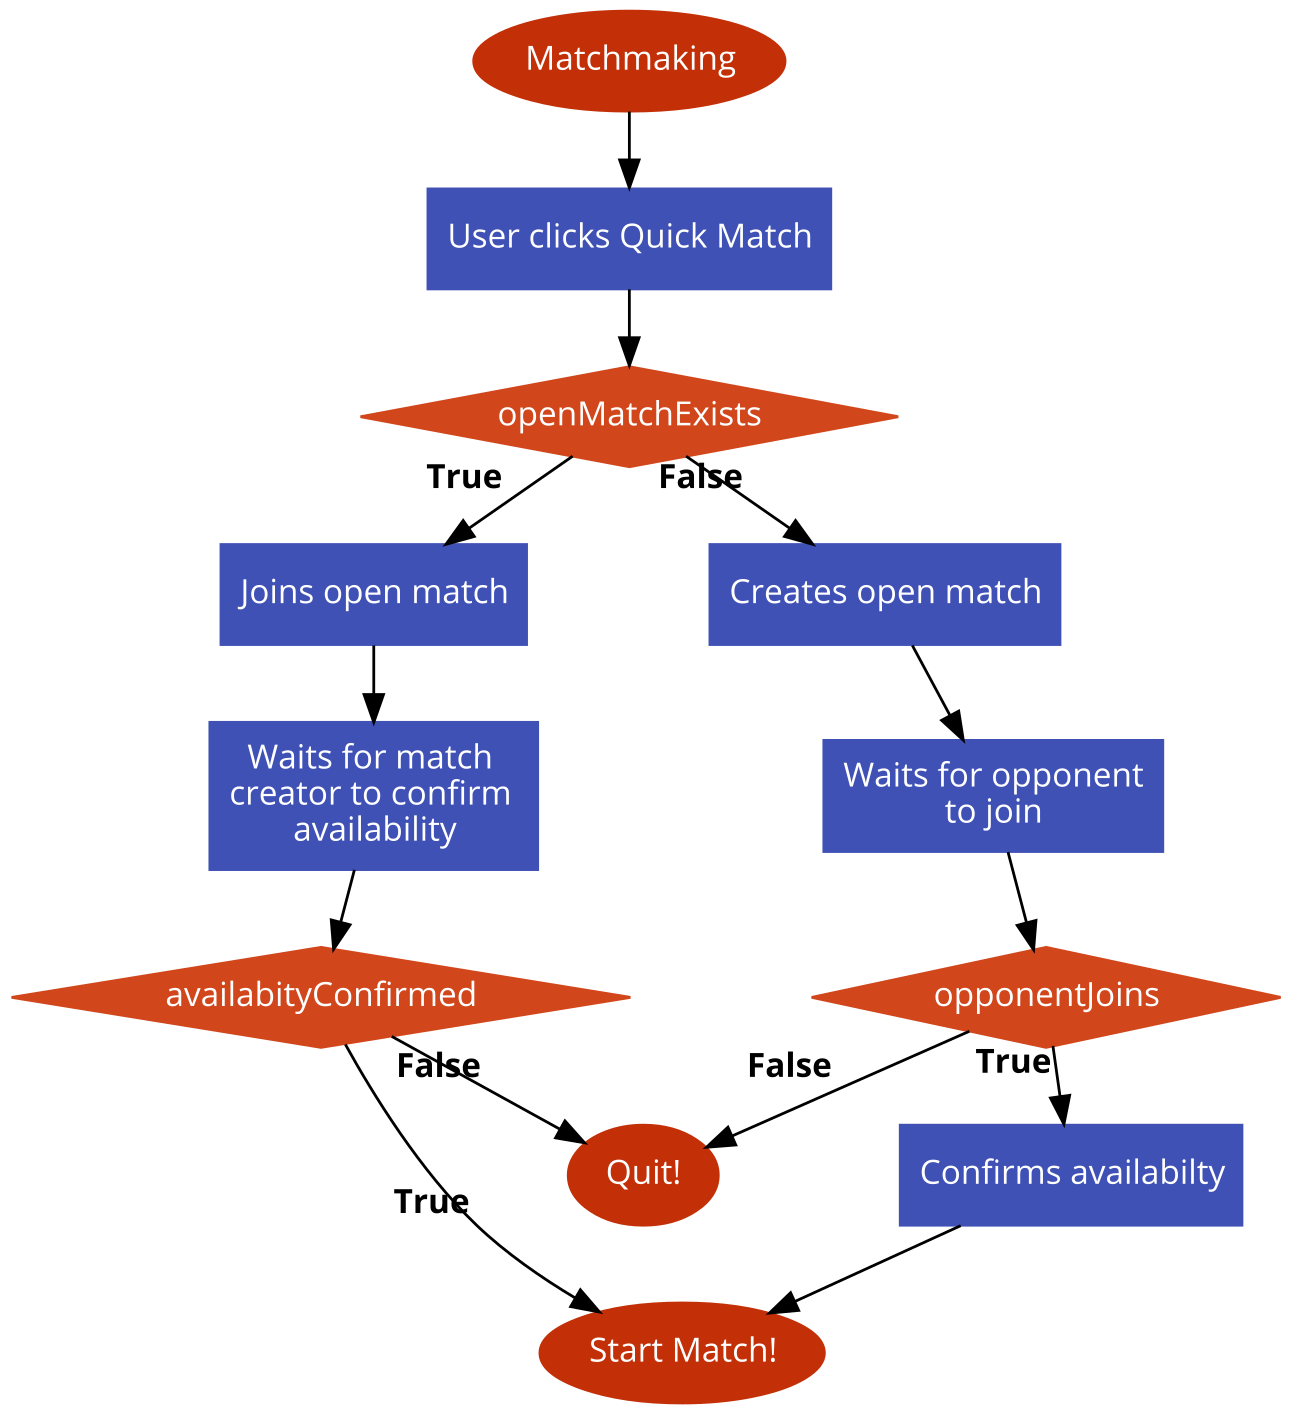 Matchmaking
User clicks Quick Match
openMatchExists
True
False
Joins open match
Creates open match
Waits for match
creator to confirm
availability
Waits for opponent
to join
availabityConfirmed
opponentJoins
False
False
True
Quit!
Confirms availabilty
True
Start Match!